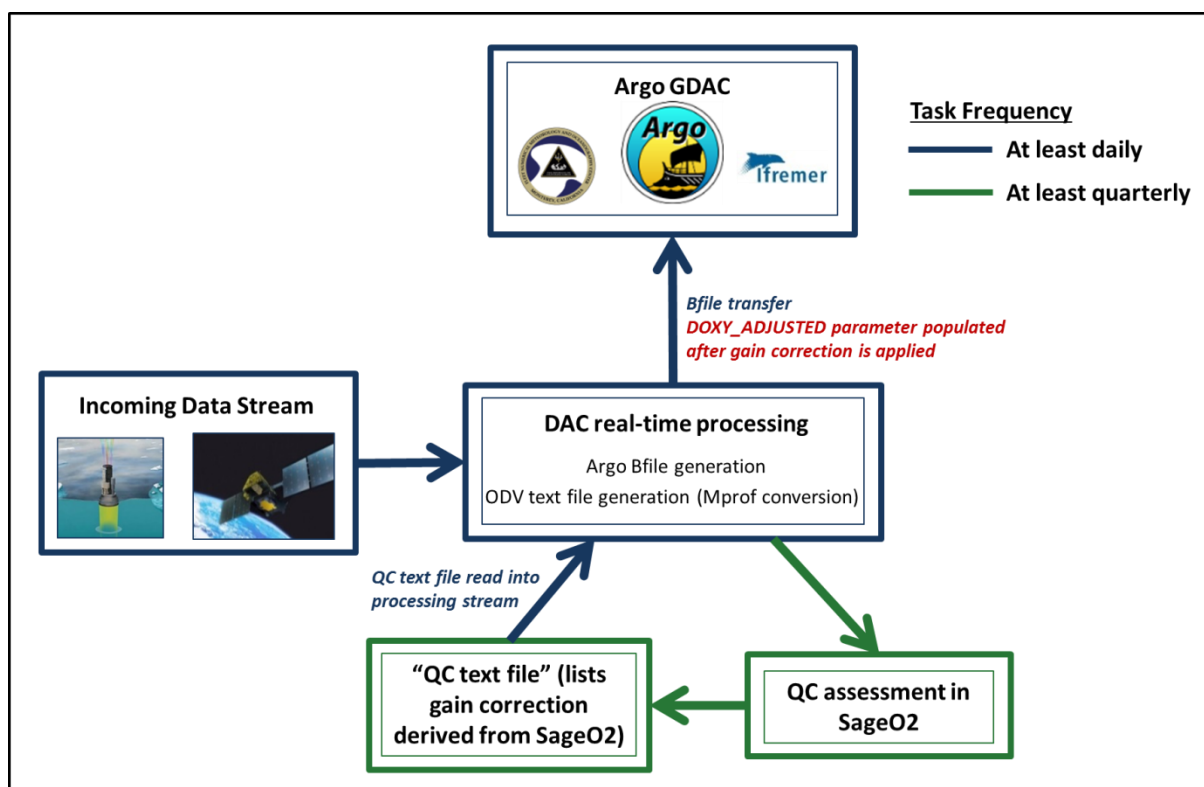 Argo GDAC
Argo
Ifremer
Task Frequency
At least daily
At least quarterly
Bfile transfer
DOXY_ADJUSTED parameter populated
after gain correction is applied
Incoming Data Stream
DAC real-time processing
Argo Bfile generation
ODV text file generation (Mprof conversion)
QC text file read into
processing stream
“QC text file” (lists
gain correction
derived from SageO2)
QC assessment in
SageO2